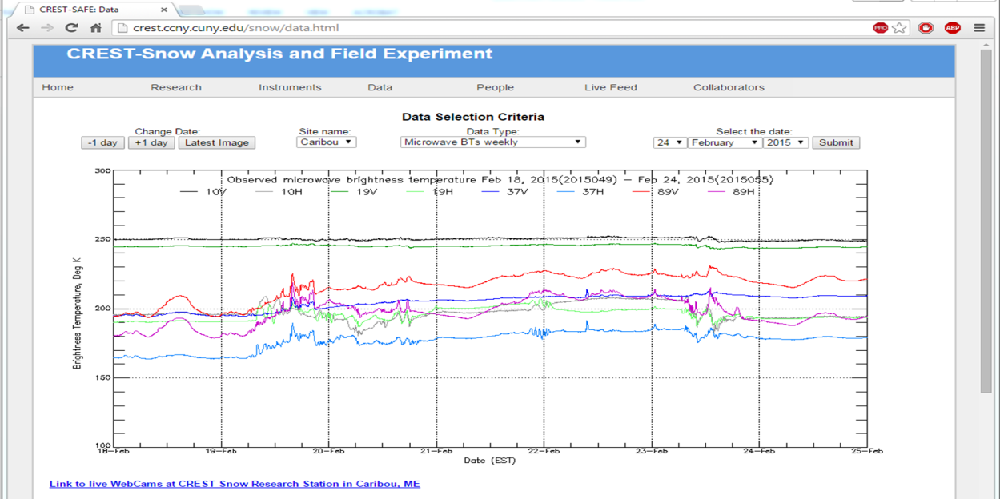 CREST-SAFE: Data ×
crest.ccny.cuny.edu/snow/data.html PRO ABP
CREST-Snow Analysis and Field Experiment
Home Research Instruments Data People Live Feed Collaborators
Data Selection Criteria
Change Date: Site name: Data Type: Select the date:
-1 day +1 day Latest Image Caribou Microwave BTs weekly 24 February 2015 Submit
Observed microwave brightness temperature Feb 18, 2015(2015049) — Feb 24, 2015(2015055)
10V 10H 19V 19H 37V 37H 89V 89H
300
250
200
150
100
Brightness Temperature, Deg K
18-Feb 19-Feb 20-Feb 21-Feb 22-Feb 23-Feb 24-Feb 25-Feb
Date (EST)
Link to live WebCams at CREST Snow Research Station in Caribou, ME